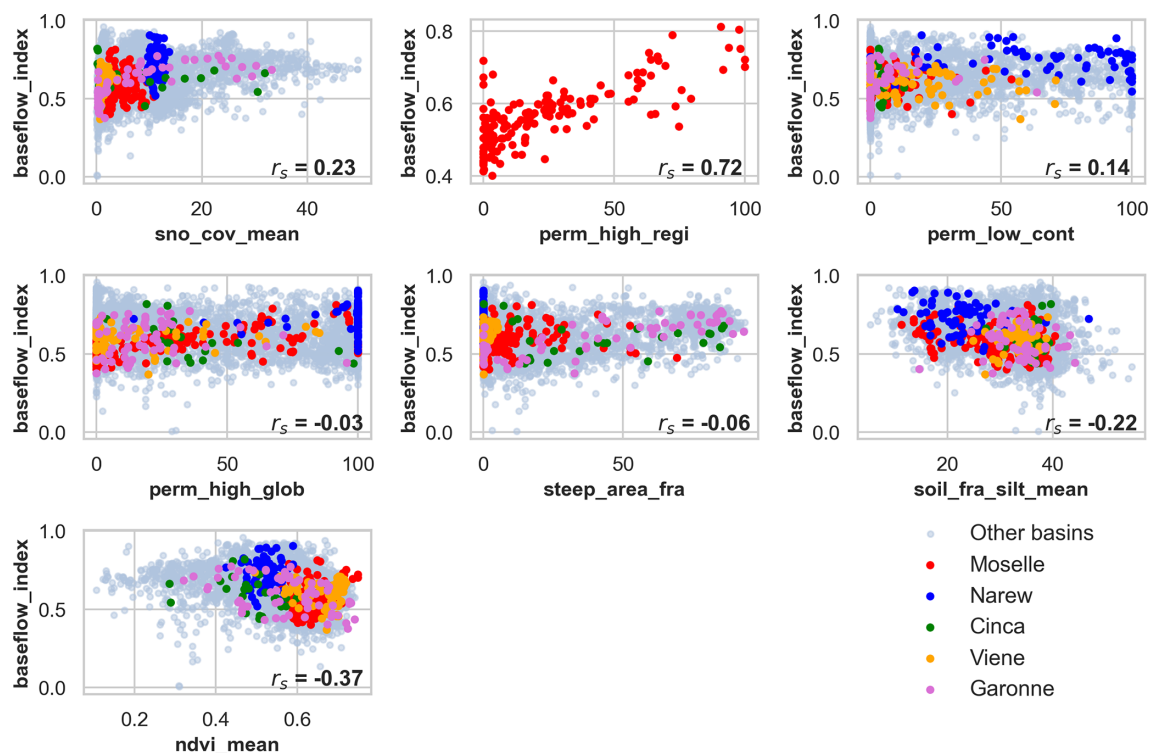 baseflow_index
1.0
0.5
0.0
r_s = 0.23
0 20 40
sno_cov_mean
baseflow_index
0.8
0.6
0.4
r_s = 0.72
0 50 100
perm_high_regi
baseflow_index
1.0
0.5
0.0
r_s = 0.14
0 50 100
perm_low_cont
baseflow_index
1.0
0.5
0.0
r_s = -0.03
0 50 100
perm_high_glob
baseflow_index
1.0
0.5
0.0
r_s = -0.06
0 50
steep_area_fra
baseflow_index
1.0
0.5
0.0
r_s = -0.22
20 40
soil_fra_silt_mean
baseflow_index
1.0
0.5
0.0
r_s = -0.37
0.2 0.4 0.6
ndvi_mean
Other basins
Moselle
Narew
Cinca
Viene
Garonne